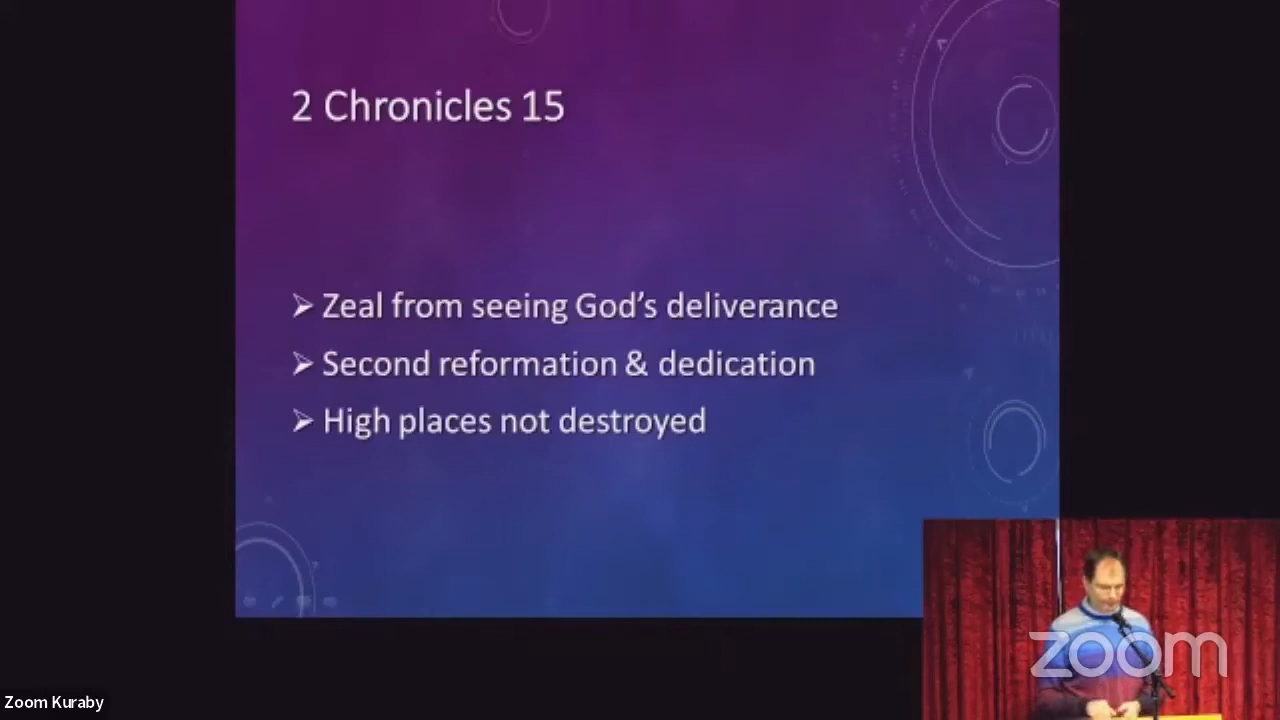 2 Chronicles 15
➢ Zeal from seeing God’s deliverance
➢ Second reformation & dedication
➢ High places not destroyed
zoom
Zoom Kuraby